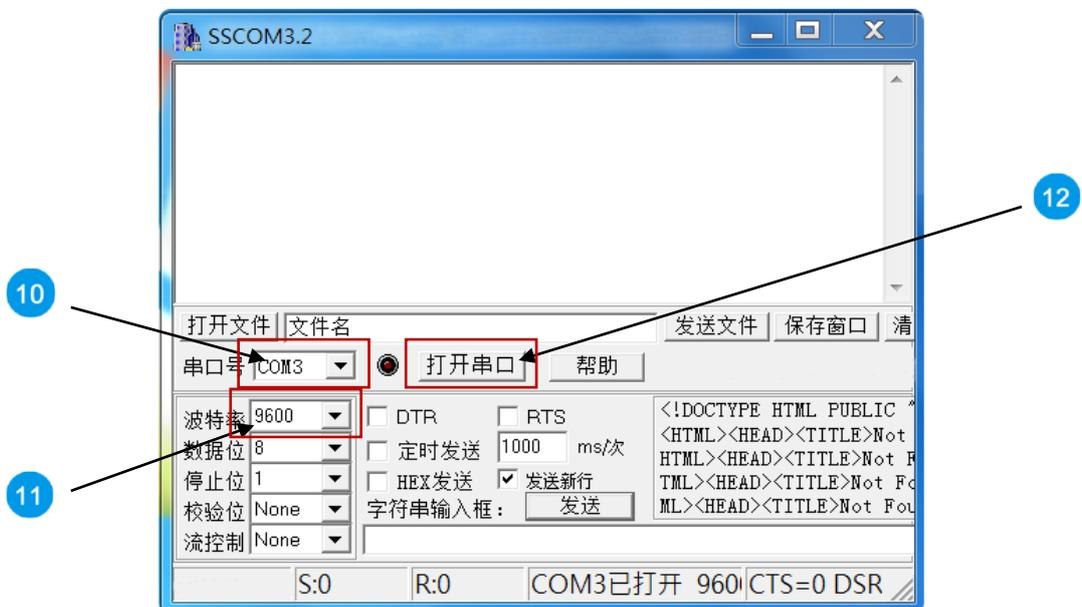 SSCOM3.2
12
10
打开文件 文件名 发送文件 保存窗口 清
串口号 COM3 打开串口 帮助
波特率 9600 DTR RTS
数据位 8 定时发送 1000 ms/次
停止位 1 HEX发送 发送新行
校验位 None 字符串输入框: 发送
流控制 None
<!DOCTYPE HTML PUBLIC "
<HTML><HEAD><TITLE>Not
HTML><HEAD><TITLE>Not F
TML><HEAD><TITLE>Not Fo
ML><HEAD><TITLE>Not Fou
11
S:0 R:0 COM3已打开 960 CTS=0 DSR